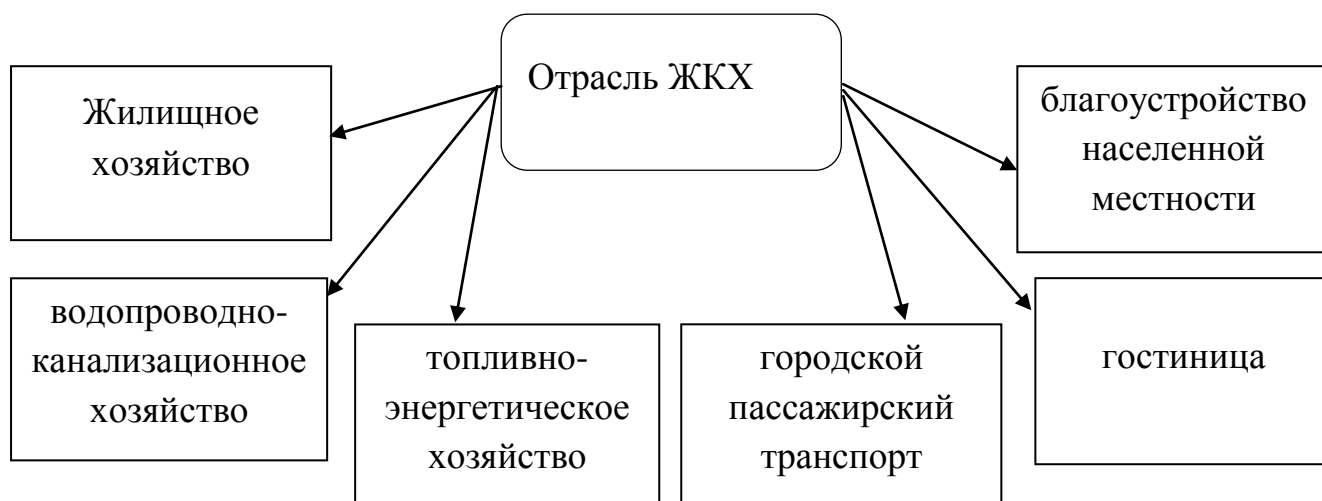 Отрасль ЖКХ
Жилищное
хозяйство
благоустройство
населенной
местности
водопроводно-
канализационное
хозяйство
топливно-
энергетическое
хозяйство
городской
пассажирский
транспорт
гостиница